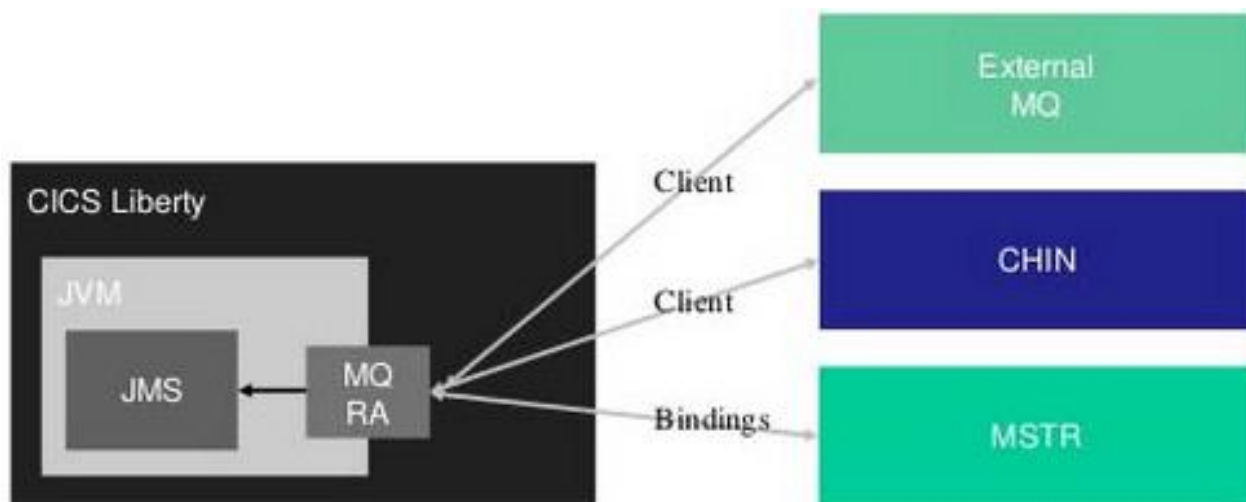 External
MQ
Client
CICS Liberty
CHIN
JVM
Client
MQ
RA
JMS
Bindings
MSTR